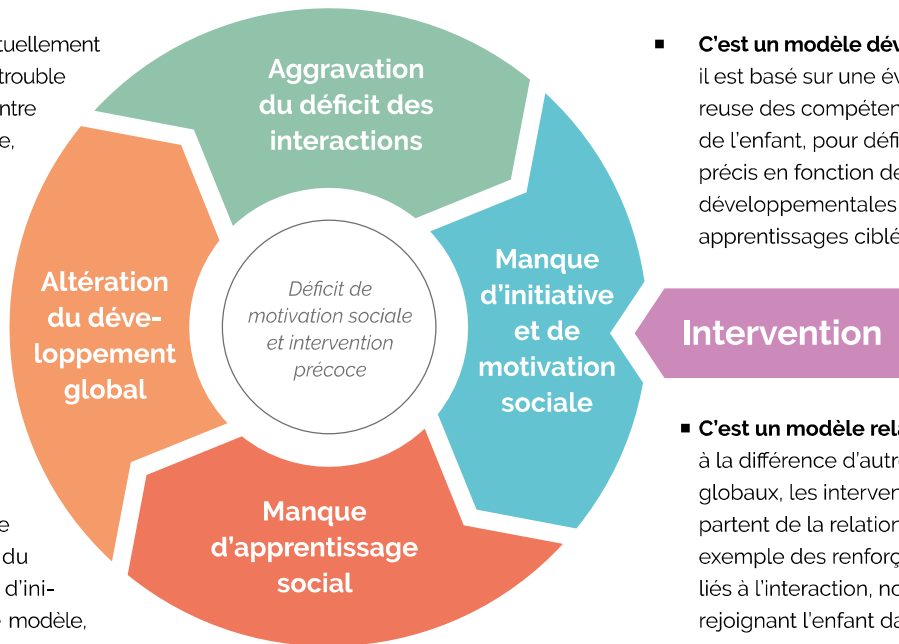 tuellement
trouble
ntre
e,
Aggravation
du déficit des
interactions
Manque
d’initiative
et de
motivation
sociale
Manque
d’apprentissage
social
Altération
du déve-
loppement
global
Déficit de
motivation sociale
et intervention
précoce
Intervention
e
du
d’ini-
modèle,
■ C’est un modèle dév
il est basé sur une év
reuse des compéten
de l’enfant, pour défi
précis en fonction de
développementales
apprentissages ciblé
■ C’est un modèle rela
à la différence d’autre
globaux, les interven
partent de la relation
exemple des renforç
liés à l’interaction, no
rejoignant l’enfant da